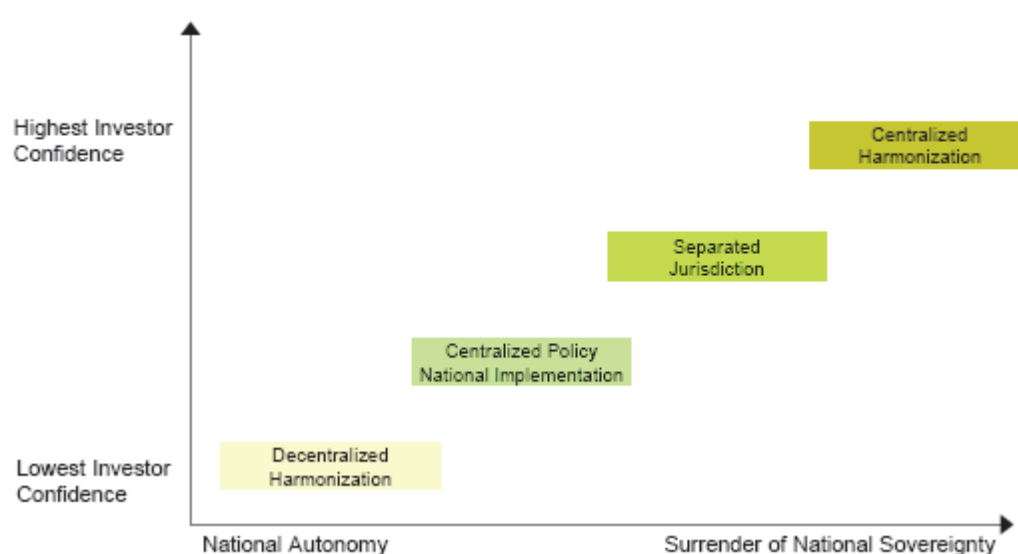 Highest Investor
Confidence
Centralized
Harmonization
Separated
Jurisdiction
Centralized Policy
National Implementation
Decentralized
Harmonization
Lowest Investor
Confidence
National Autonomy
Surrender of National Sovereignty